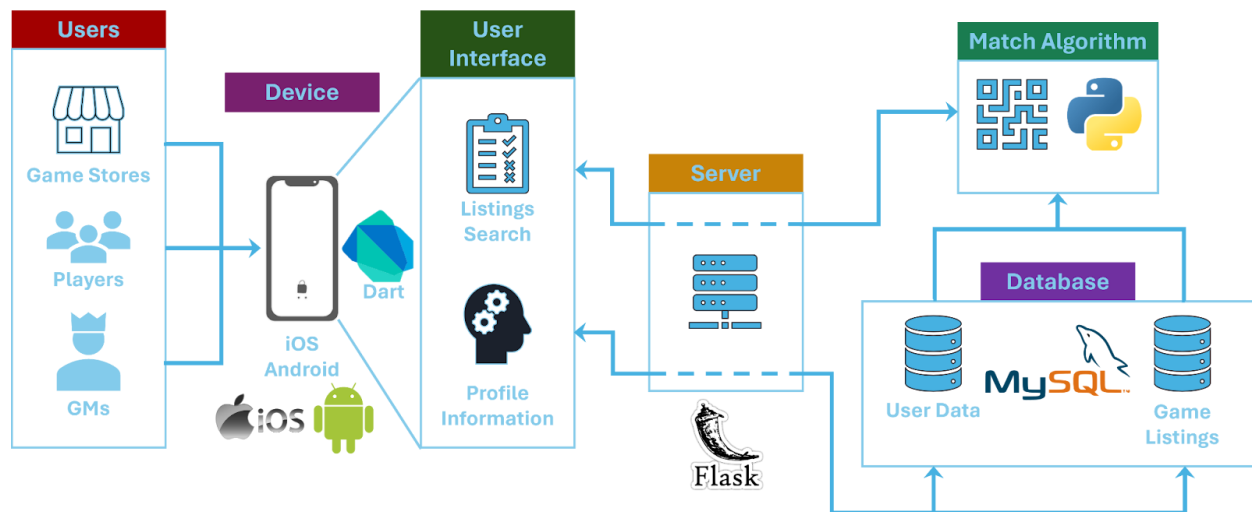 Users
Game Stores
Players
GMs
Device
iOS
Android
iOS
Dart
User
Interface
Listings
Search
Profile
Information
Server
Flask
Match Algorithm
Database
User Data
MySQL
Game
Listings